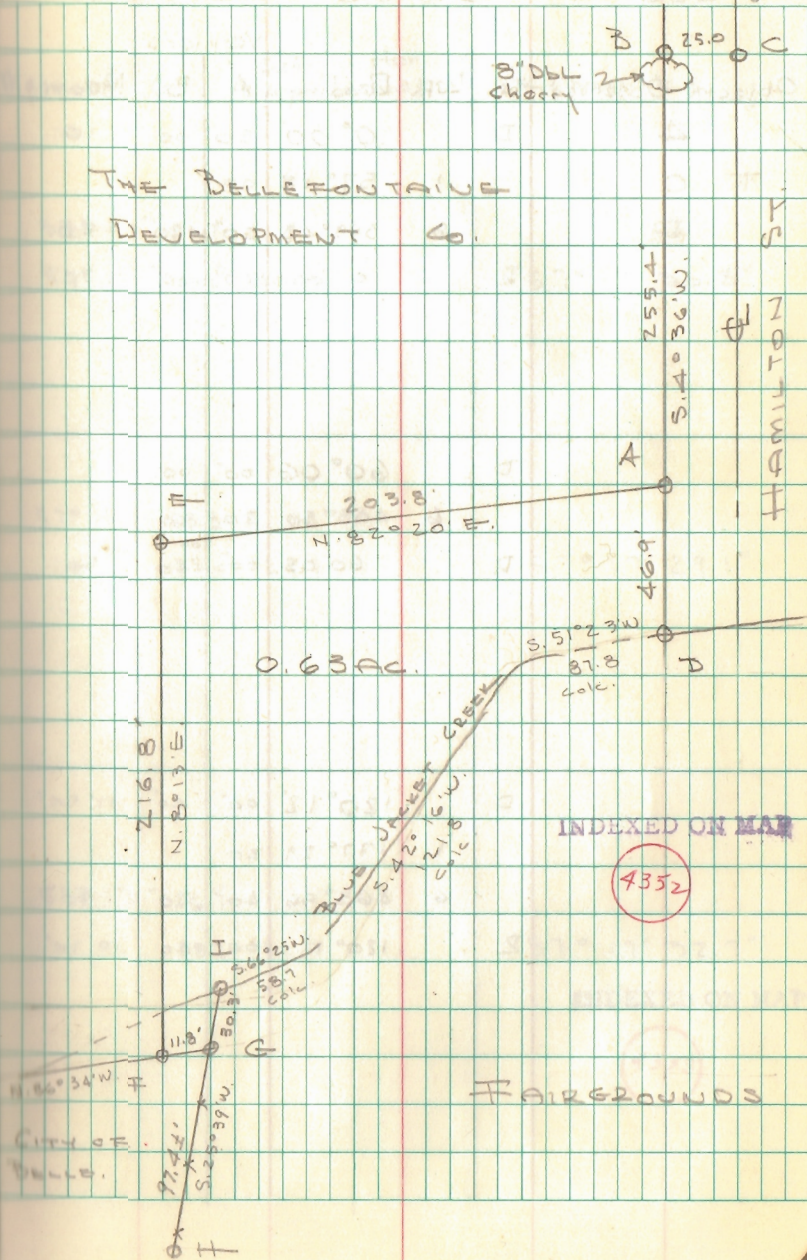 B 25.0 C
8" Dbl
Cherry
THE BELLEFONTAINE
DEVELOPMENT Co.
255.4'
S. 4° 36' W.
℄
HAMILTON ST.
A
E
203.8'
N. 82° 20' E.
46.9'
S. 51° 23' W
87.8
calc.
D
0.63 AC.
216.8'
N. 8° 13' E.
BLUE JACKET CREEK
S. 42° 16' W.
121.8
calc
INDEXED ON MAP
4352
I
S. 66° 25' W.
58.7
calc
30.3'
11.8'
G
N. 86° 34' W.
F
FAIRGROUNDS
CITY OF
BELLE.
97.44'
S. 25° 39' W.
H